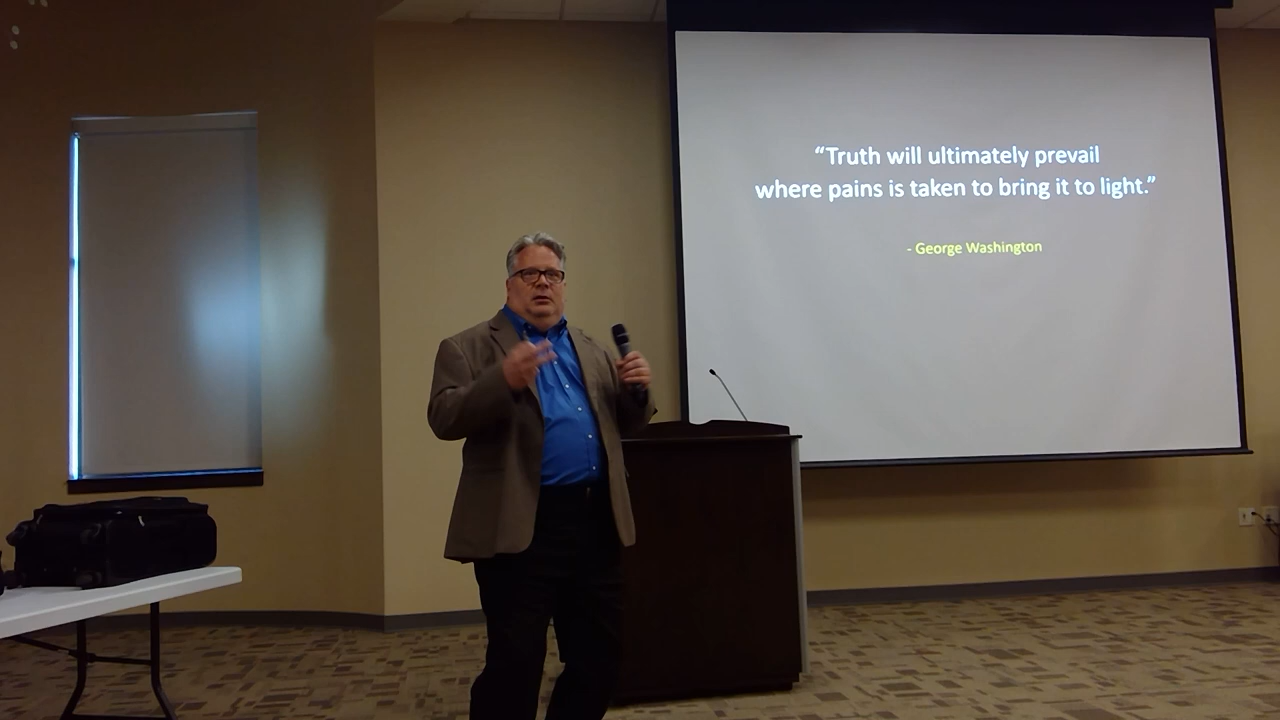 “Truth will ultimately prevail
where pains is taken to bring it to light.”
- George Washington